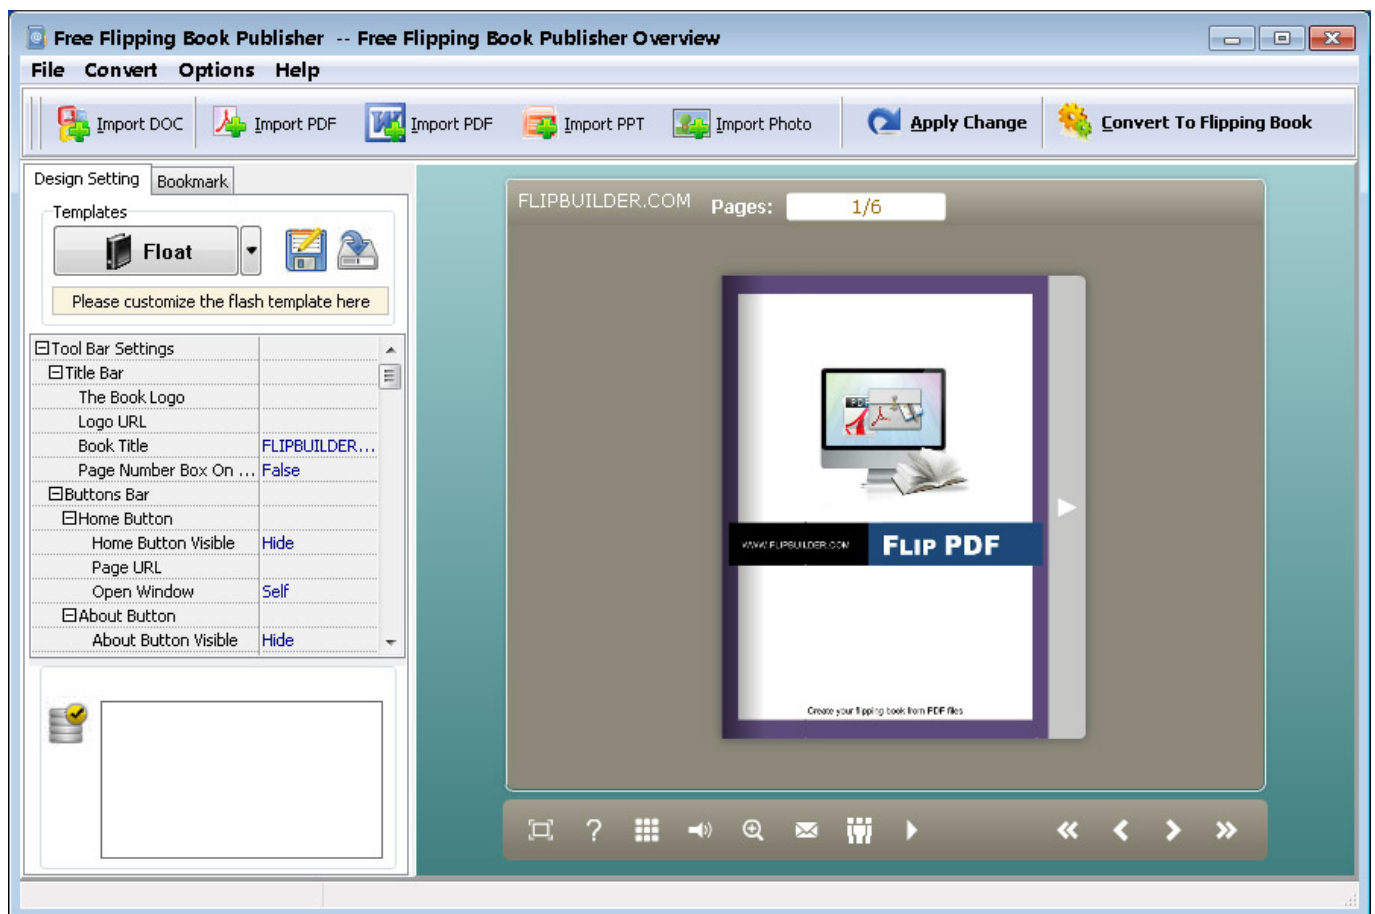 Free Flipping Book Publisher -- Free Flipping Book Publisher Overview
File Convert Options Help
Import DOC Import PDF Import PDF Import PPT Import Photo Apply Change Convert To Flipping Book
Design Setting Bookmark
Templates
Float
Please customize the flash template here
Tool Bar Settings
Title Bar
The Book Logo
Logo URL
Book Title FLIPBUILDER...
Page Number Box On ... False
Buttons Bar
Home Button
Home Button Visible Hide
Page URL
Open Window Self
About Button
About Button Visible Hide
FLIPBUILDER.COM Pages: 1/6
PDF
WWW.FLIPBUILDER.COM FLIP PDF
Create your flipping book from PDF files